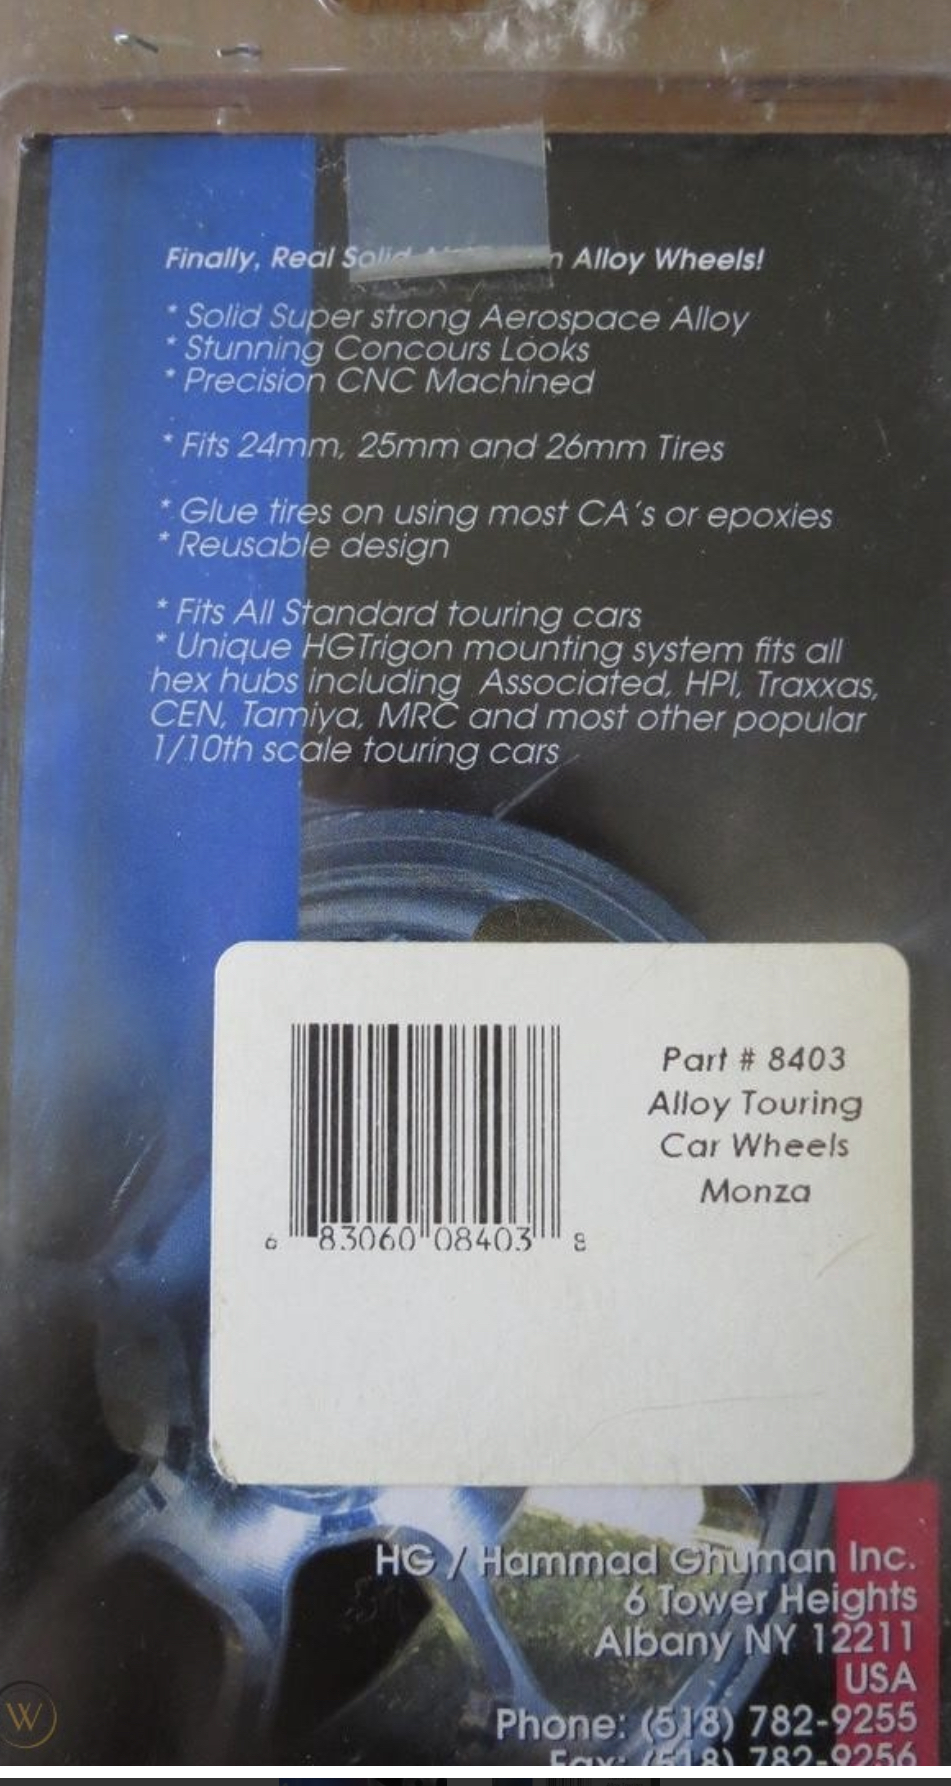 Finally, Real Solid Alloy Wheels!
* Solid Super strong Aerospace Alloy
* Stunning Concours Looks
* Precision CNC Machined
* Fits 24mm, 25mm and 26mm Tires
* Glue tires on using most CA's or epoxies
* Reusable design
* Fits All Standard touring cars
* Unique HGTrigon mounting system fits all
hex hubs including Associated, HPI, Traxxas,
CEN, Tamiya, MRC and most other popular
1/10th scale touring cars
Part # 8403
Alloy Touring
Car Wheels
Monza
6 83060 08403 8
HG / Hammad Ghuman Inc.
6 Tower Heights
Albany NY 12211
USA
Phone: (518) 782-9255
Fax: (518) 782-9256
W